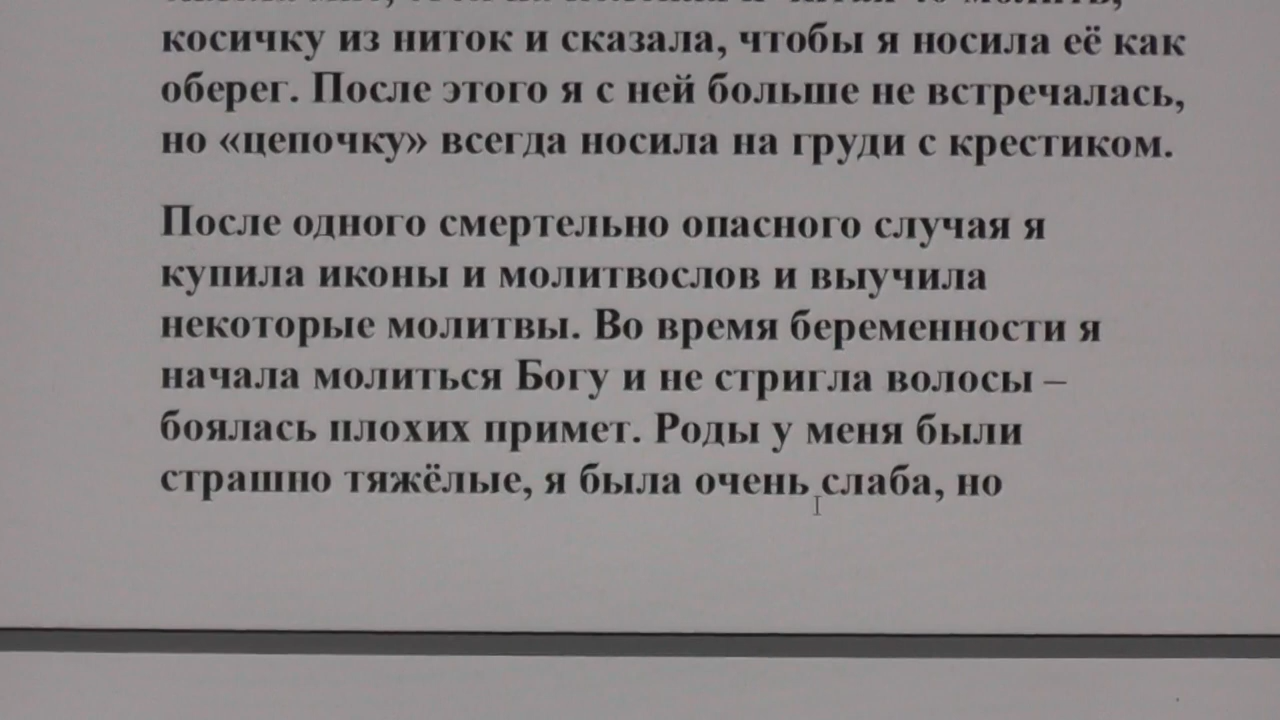 косичку из ниток и сказала, чтобы я носила её как
оберег. После этого я с ней больше не встречалась,
но «цепочку» всегда носила на груди с крестиком.
После одного смертельно опасного случая я
купила иконы и молитвослов и выучила
некоторые молитвы. Во время беременности я
начала молиться Богу и не стригла волосы –
боялась плохих примет. Роды у меня были
страшно тяжёлые, я была очень слаба, но